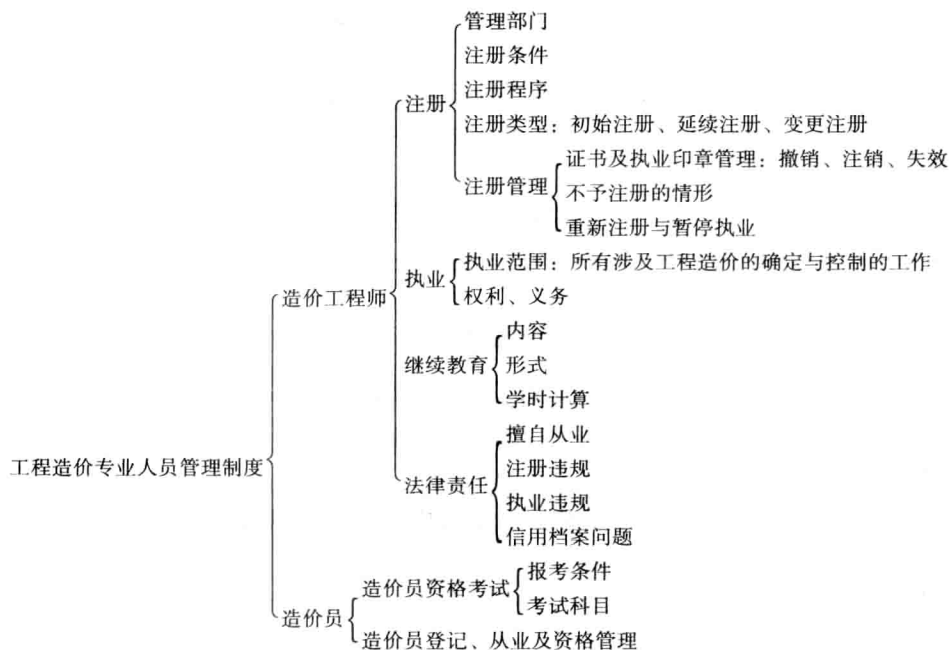 管理部门
注册条件
注册程序
注册
注册类型：初始注册、延续注册、变更注册
证书及执业印章管理：撤销、注销、失效
注册管理
不予注册的情形
重新注册与暂停执业
执业范围：所有涉及工程造价的确定与控制的工作
执业
权利、义务
造价工程师
内容
继续教育
形式
学时计算
擅自从业
注册违规
法律责任
执业违规
信用档案问题
工程造价专业人员管理制度
报考条件
造价员资格考试
考试科目
造价员
造价员登记、从业及资格管理